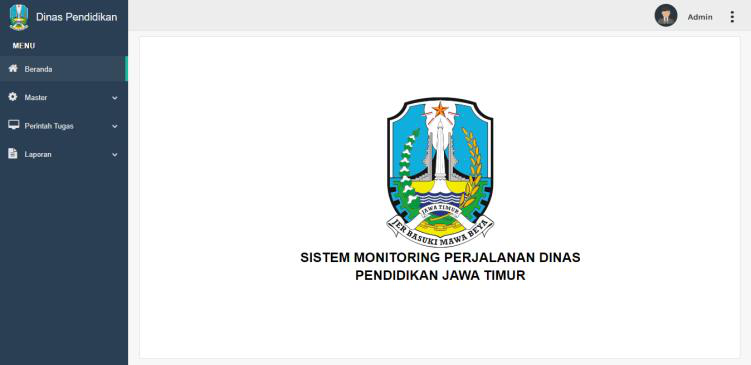 Dinas Pendidikan
Admin
MENU
Beranda
Master
Perintah Tugas
Laporan
JAWA TIMUR
JER BASUKI MAWA BEYA
SISTEM MONITORING PERJALANAN DINAS
PENDIDIKAN JAWA TIMUR